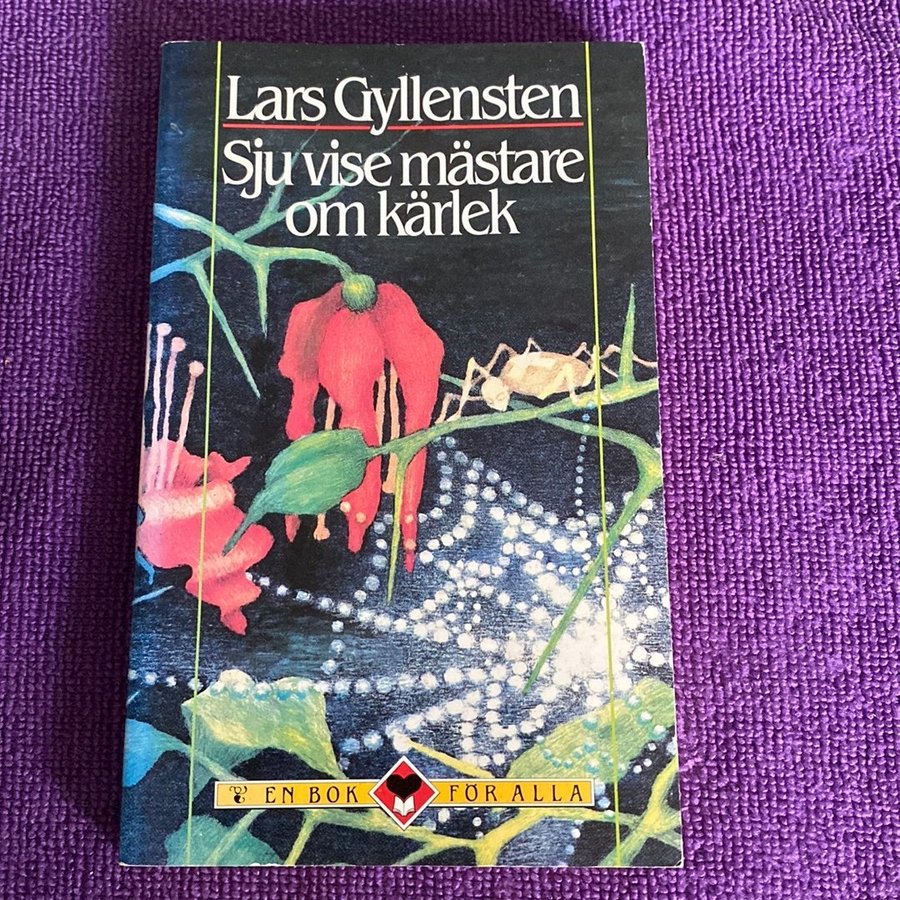 Lars Gyllensten
Sju vise mästare
om kärlek
EN BOK FÖR ALLA